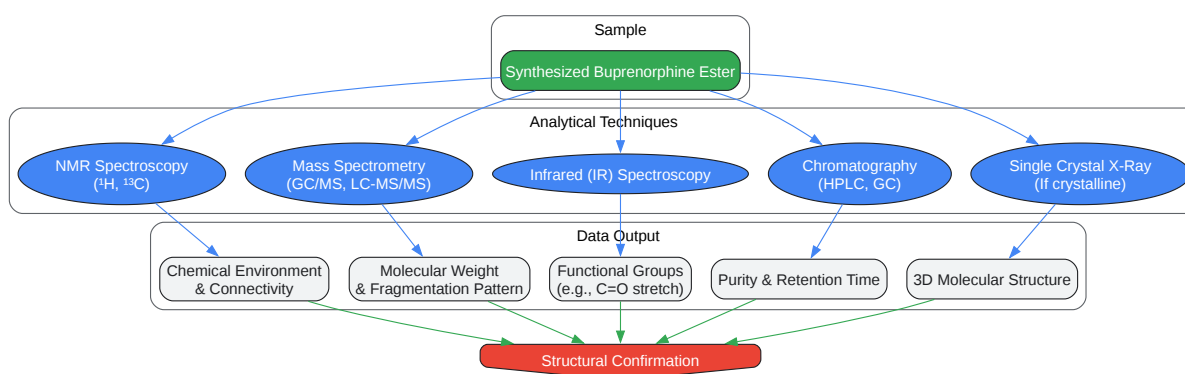 Sample
Synthesized Buprenorphine Ester
Analytical Techniques
NMR Spectroscopy
(¹H, ¹³C)
Mass Spectrometry
(GC/MS, LC-MS/MS)
Infrared (IR) Spectroscopy
Chromatography
(HPLC, GC)
Single Crystal X-Ray
(If crystalline)
Data Output
Chemical Environment
& Connectivity
Molecular Weight
& Fragmentation Pattern
Functional Groups
(e.g., C=O stretch)
Purity & Retention Time
3D Molecular Structure
Structural Confirmation